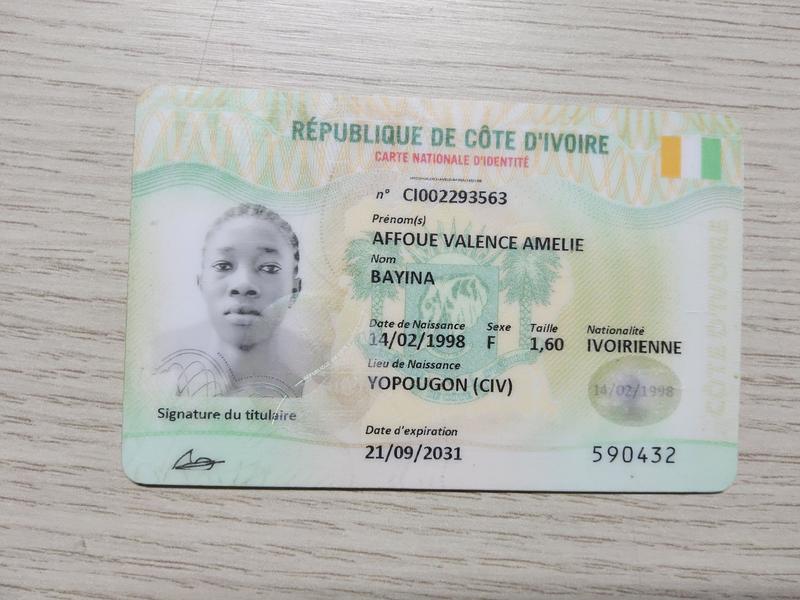 RÉPUBLIQUE DE CÔTE D'IVOIRE
CARTE NATIONALE D'IDENTITÉ
n° CI002293563
Prénom(s)
AFFOUE VALENCE AMELIE
Nom
BAYINA
Date de Naissance Sexe Taille Nationalité
14/02/1998 F 1,60 IVOIRIENNE
Lieu de Naissance
YOPOUGON (CIV)
14/02/1998
Signature du titulaire
Date d'expiration
21/09/2031
590432
CÔTE D'IVOIRE